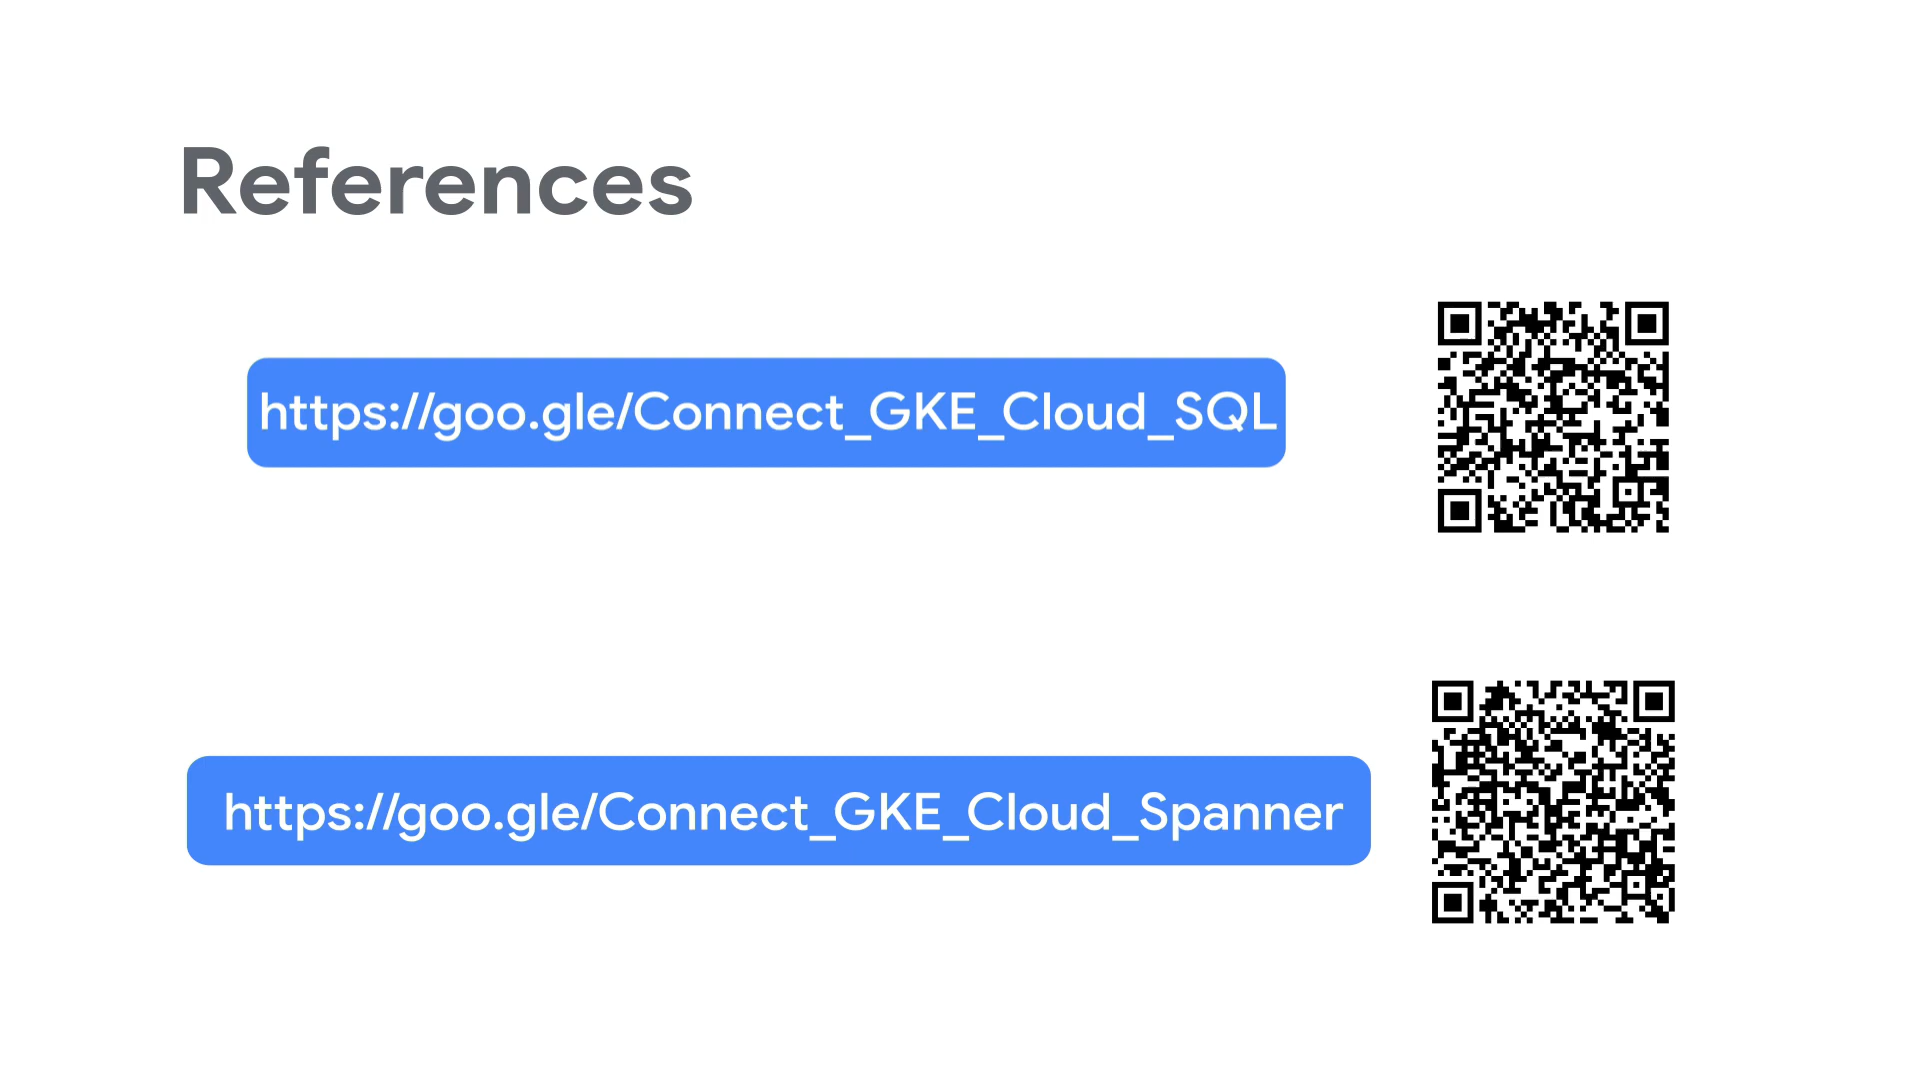 References
https://goo.gle/Connect_GKE_Cloud_SQL
https://goo.gle/Connect_GKE_Cloud_Spanner